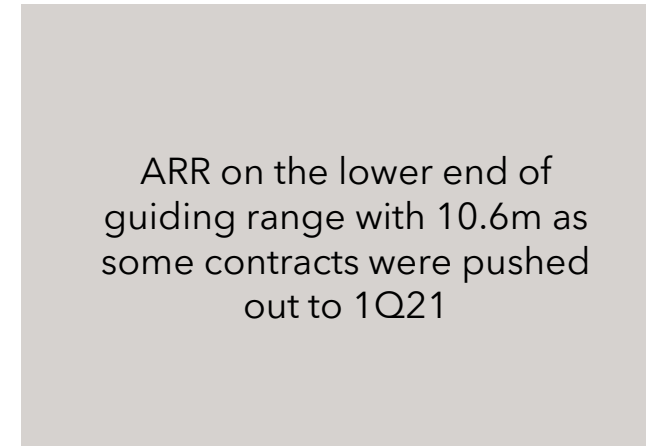 ARR on the lower end of
guiding range with 10.6m as
some contracts were pushed
out to 1Q21